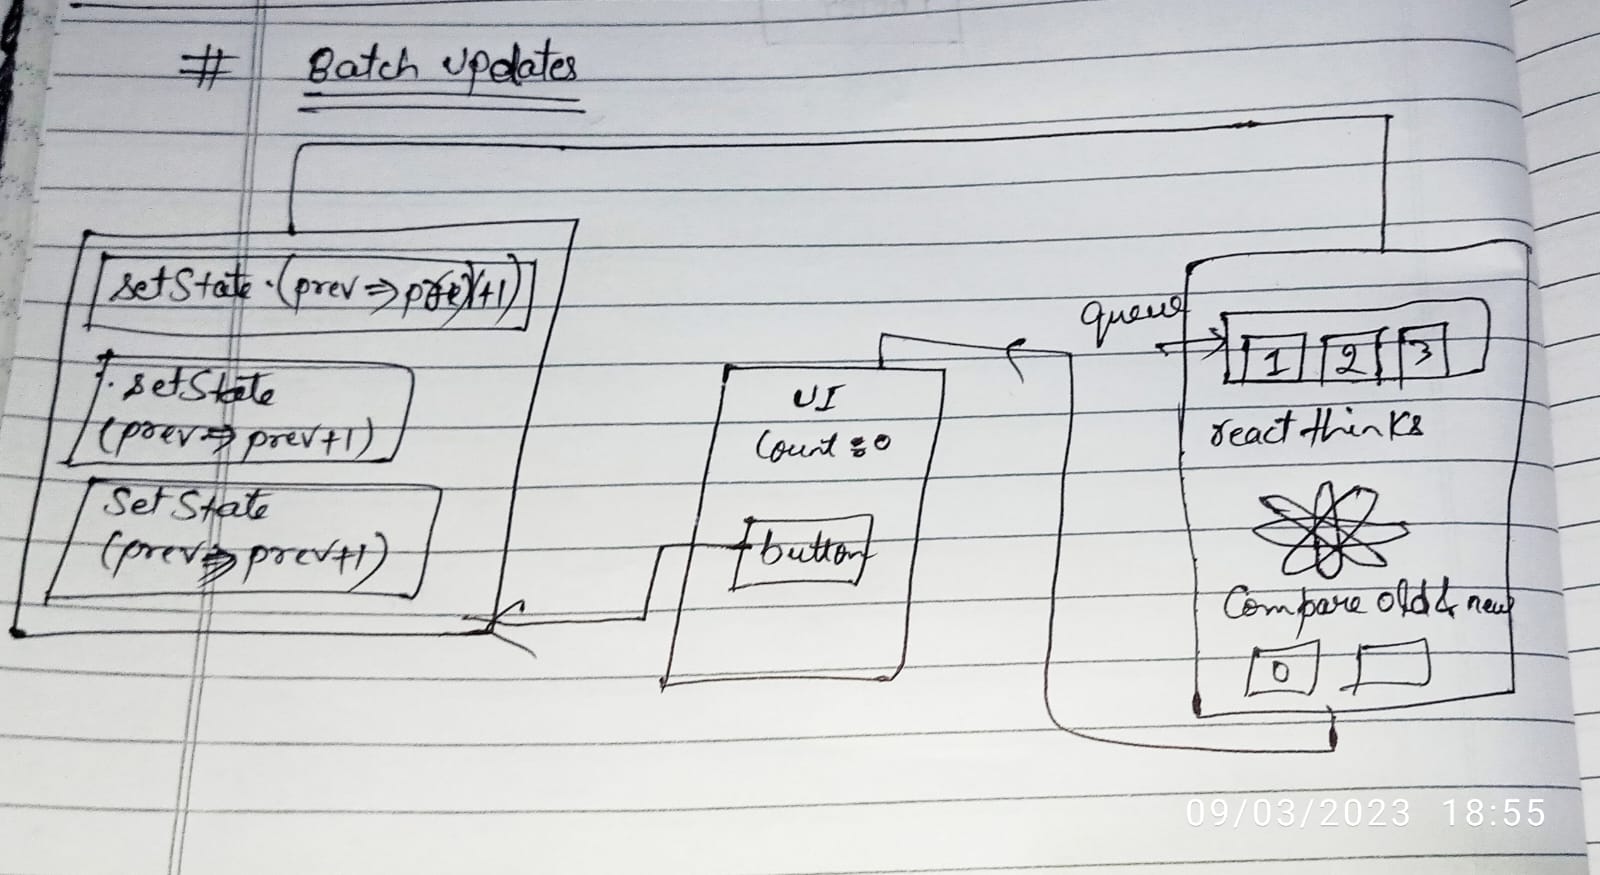 # Batch updates
setState.(prev => prev+1)
. setState
(prev => prev+1)
Set State
(prev => prev+1)
UI
Count = 0
button
queue
1 2 3
react thinks
Compare old & new
0
09/03/2023 18:55